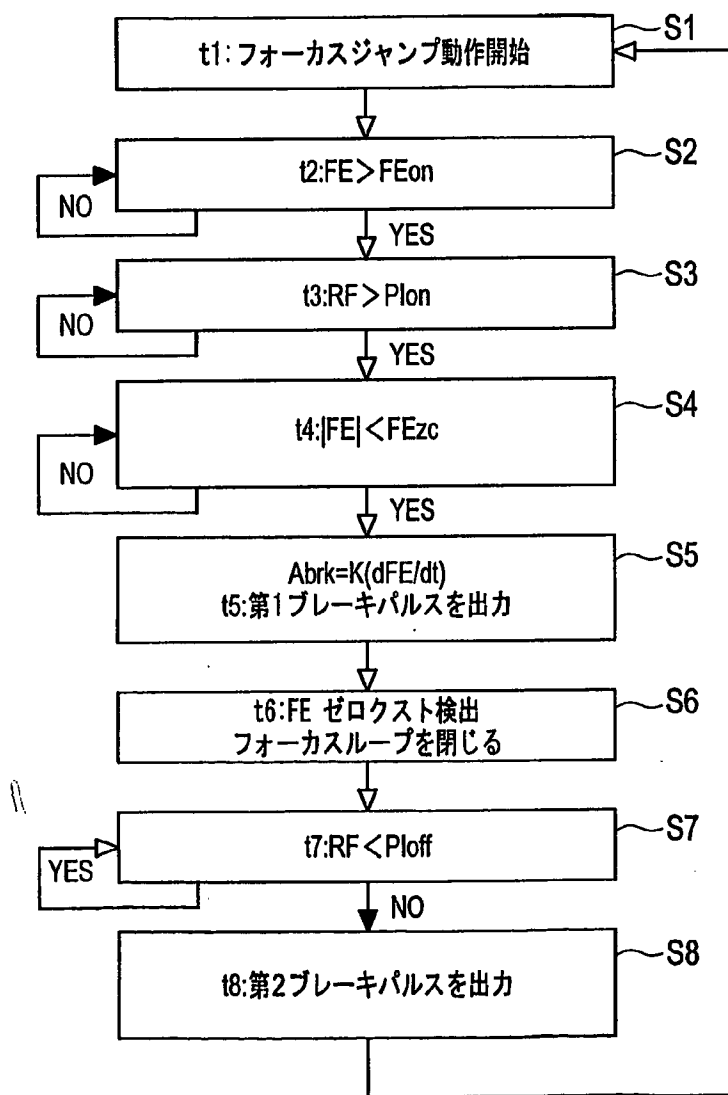 t1:フォーカスジャンプ動作開始
S1
t2:FE＞FEon
S2
NO
YES
t3:RF＞PIon
S3
NO
YES
t4:|FE|＜FEzc
S4
NO
YES
Abrk=K(dFE/dt)
t5:第1ブレーキパルスを出力
S5
t6:FE ゼロクスト検出
フォーカスループを閉じる
S6
t7:RF＜PIoff
S7
YES
NO
t8:第2ブレーキパルスを出力
S8